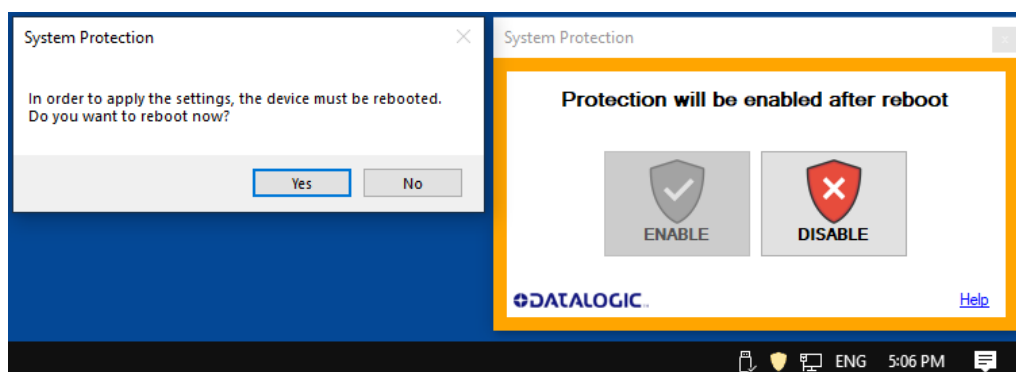 System Protection
In order to apply the settings, the device must be rebooted.
Do you want to reboot now?
Yes
No
System Protection
x
Protection will be enabled after reboot
ENABLE
DISABLE
DATALOGIC™
Help
ENG
5:06 PM